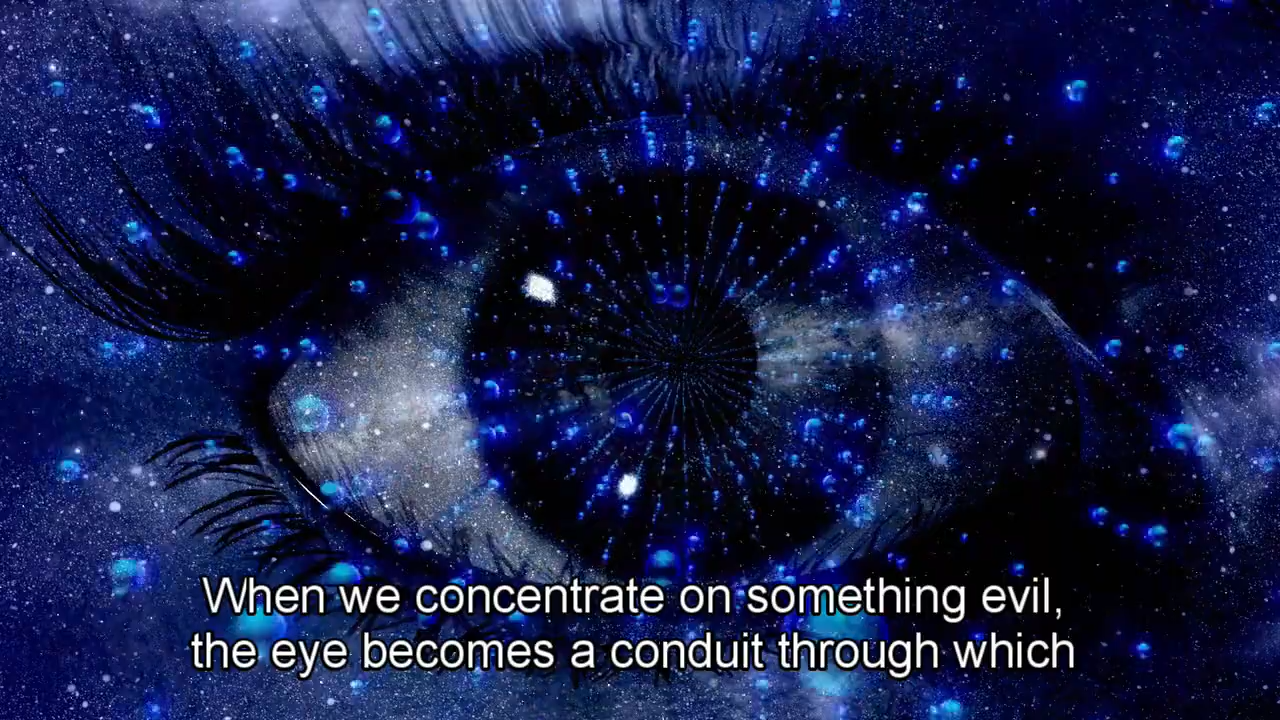 When we concentrate on something evil,
the eye becomes a conduit through which